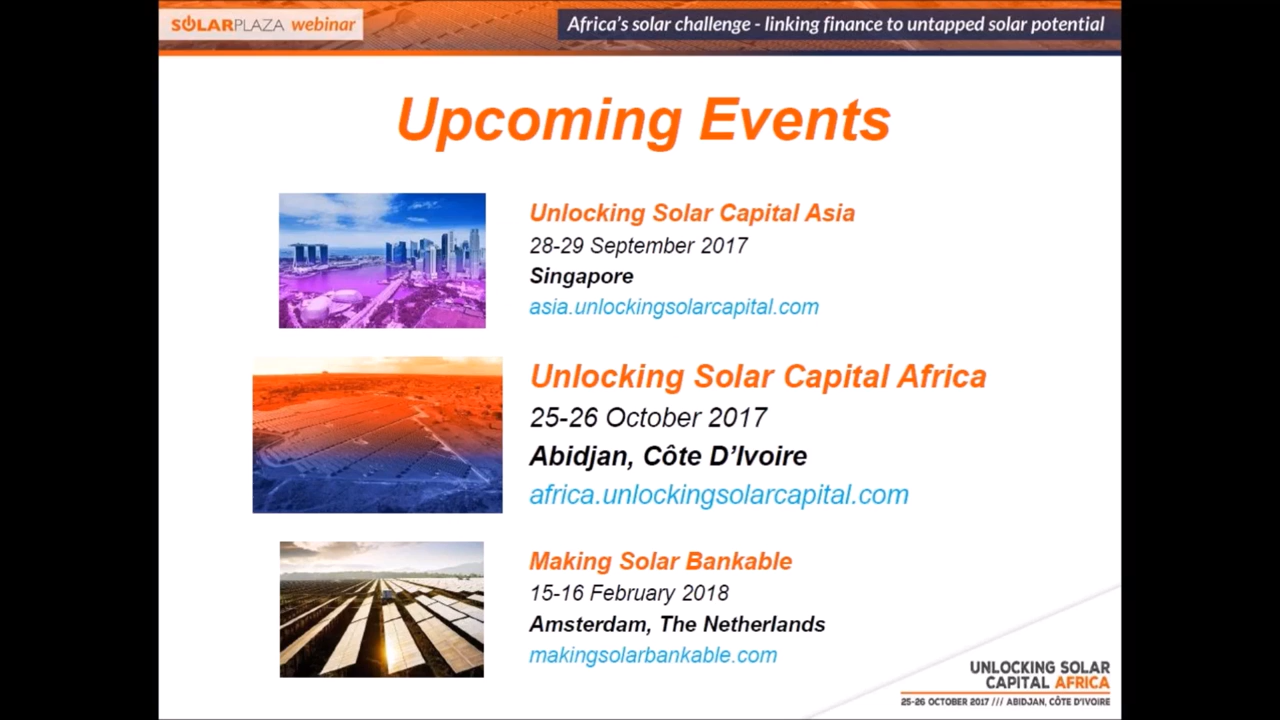 SOLARPLAZA webinar
Africa's solar challenge - linking finance to untapped solar potential
Upcoming Events
Unlocking Solar Capital Asia
28-29 September 2017
Singapore
asia.unlockingsolarcapital.com
Unlocking Solar Capital Africa
25-26 October 2017
Abidjan, Côte D’Ivoire
africa.unlockingsolarcapital.com
Making Solar Bankable
15-16 February 2018
Amsterdam, The Netherlands
makingsolarbankable.com
UNLOCKING SOLAR
CAPITAL AFRICA
25-26 OCTOBER 2017 /// ABIDJAN, CÔTE D'IVOIRE